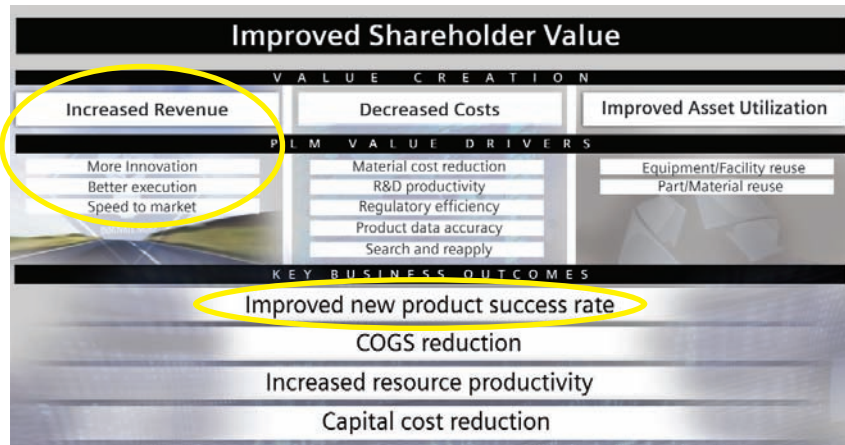 Improved Shareholder Value
VALUE CREATION
Increased Revenue
Decreased Costs
Improved Asset Utilization
PLM VALUE DRIVERS
More Innovation
Better execution
Speed to market
Material cost reduction
R&D productivity
Regulatory efficiency
Product data accuracy
Search and reapply
Equipment/Facility reuse
Part/Material reuse
KEY BUSINESS OUTCOMES
Improved new product success rate
COGS reduction
Increased resource productivity
Capital cost reduction